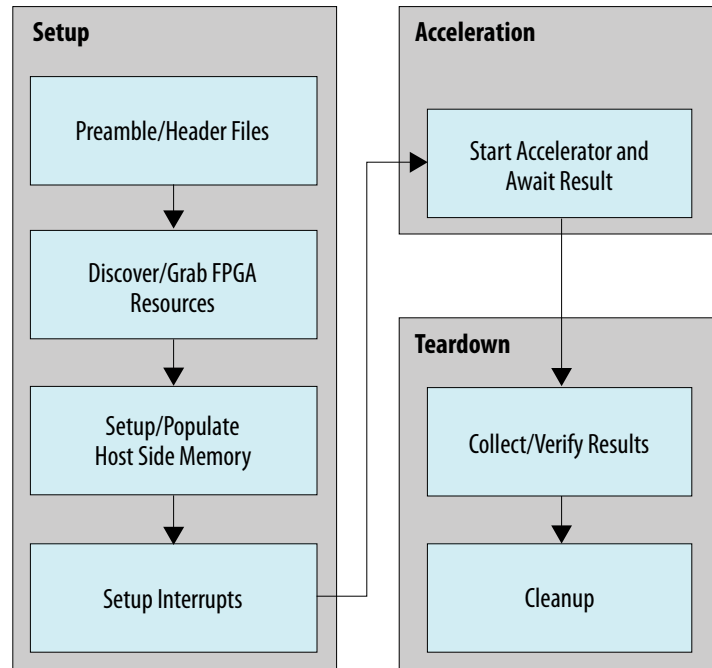 Setup
Preamble/Header Files
Discover/Grab FPGA
Resources
Setup/Populate
Host Side Memory
Setup Interrupts
Acceleration
Start Accelerator and
Await Result
Teardown
Collect/Verify Results
Cleanup